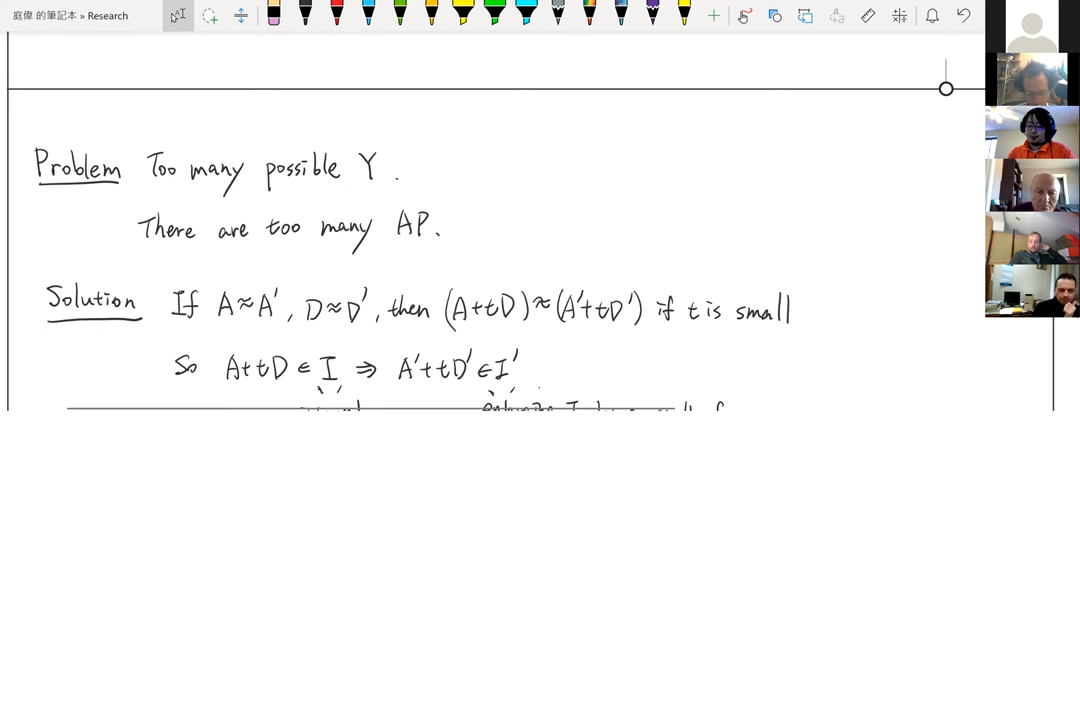 庭偉 的筆記本 » Research
Problem Too many possible Y.
There are too many AP.
Solution If A≈A', D≈D', then (A+tD)≈(A'+tD') if t is small
So A+tD ∈ I ⇒ A'+tD' ∈ I'